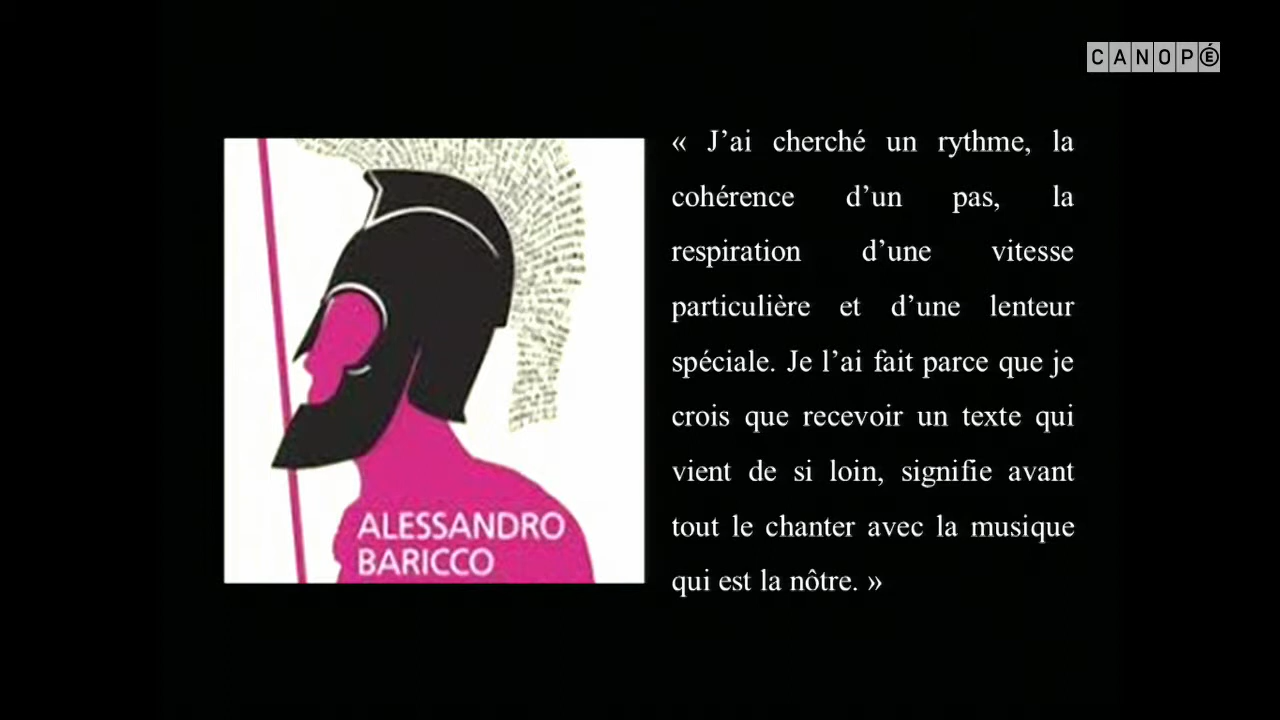 CANOPÉ
« J’ai cherché un rythme, la
cohérence d’un pas, la
respiration d’une vitesse
particulière et d’une lenteur
spéciale. Je l’ai fait parce que je
crois que recevoir un texte qui
vient de si loin, signifie avant
tout le chanter avec la musique
qui est la nôtre. »
ALESSANDRO
BARICCO